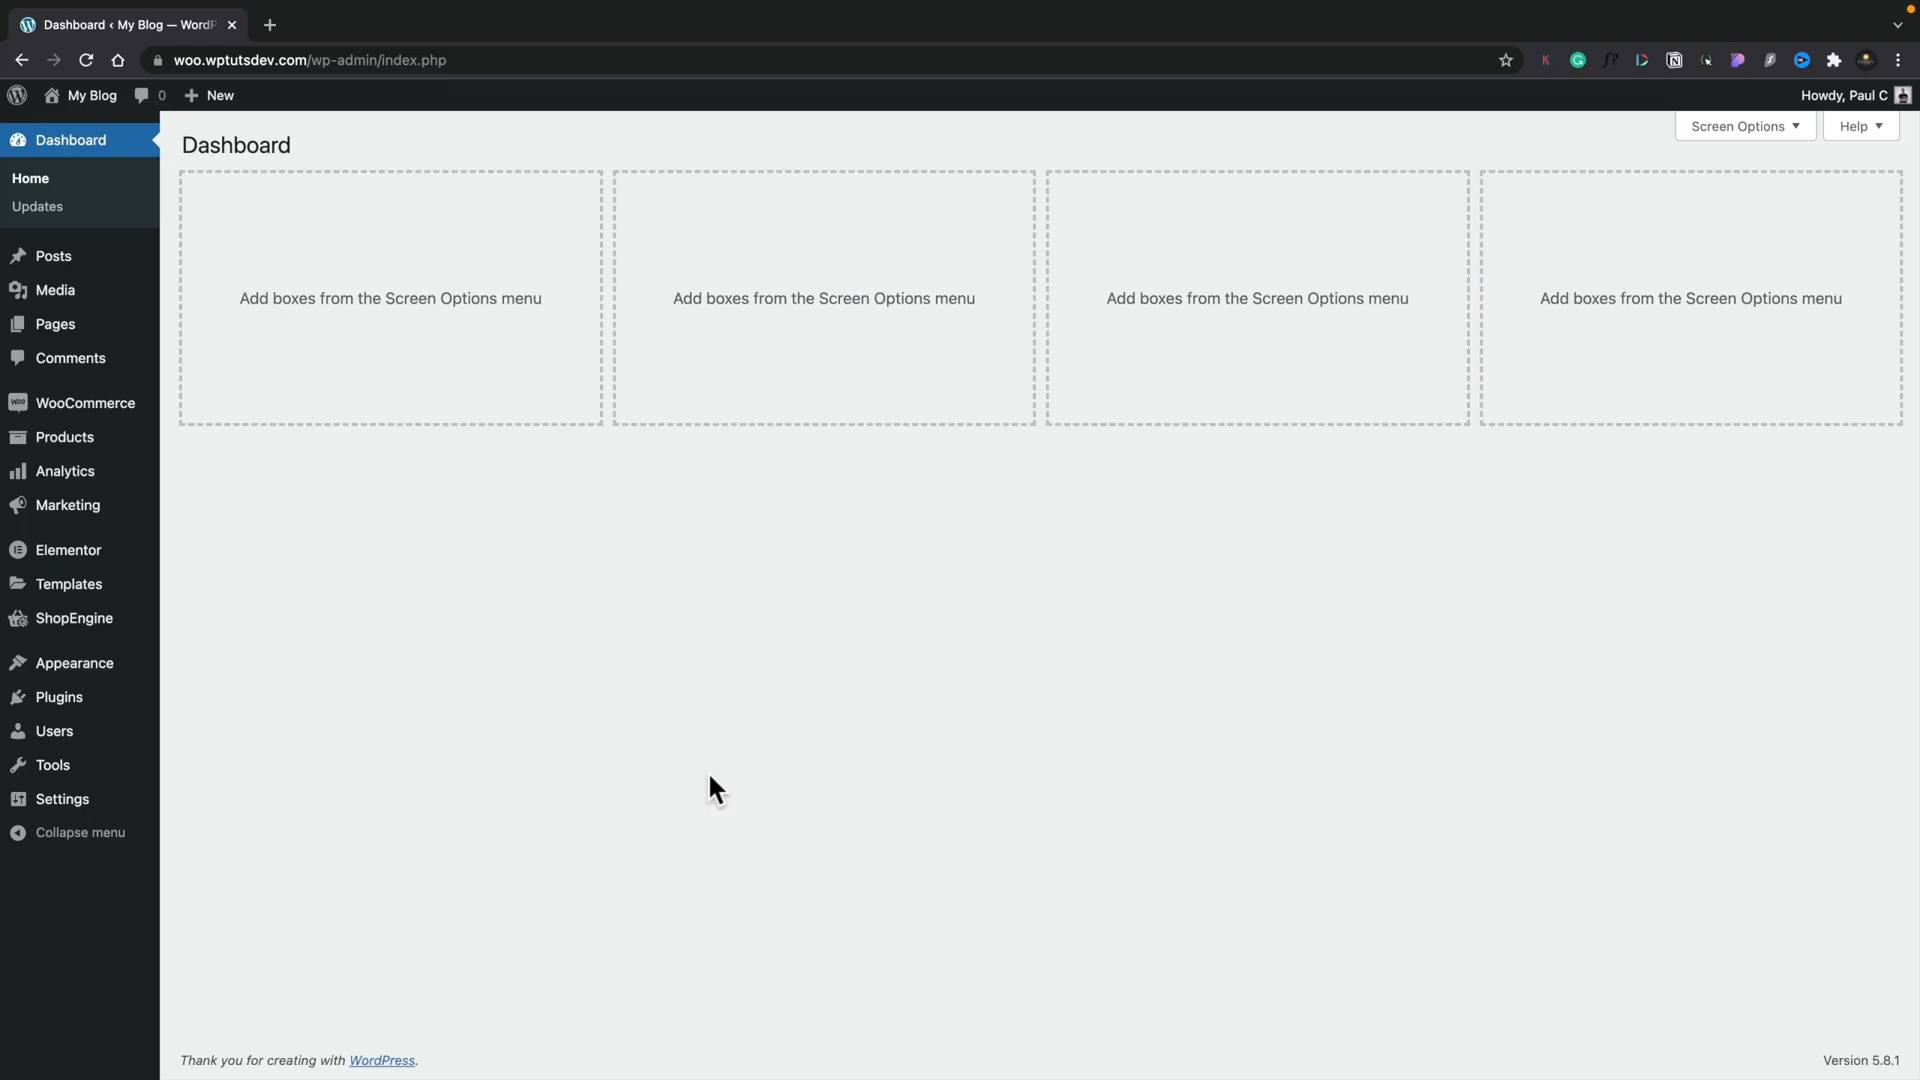 Dashboard ‹ My Blog — WordP
woo.wptutsdev.com/wp-admin/index.php
My Blog
0
New
Howdy, Paul C
Screen Options
Help
Dashboard
Home
Updates
Posts
Media
Pages
Comments
WooCommerce
Products
Analytics
Marketing
Elementor
Templates
ShopEngine
Appearance
Plugins
Users
Tools
Settings
Collapse menu
Dashboard
Add boxes from the Screen Options menu
Add boxes from the Screen Options menu
Add boxes from the Screen Options menu
Add boxes from the Screen Options menu
Thank you for creating with WordPress.
Version 5.8.1